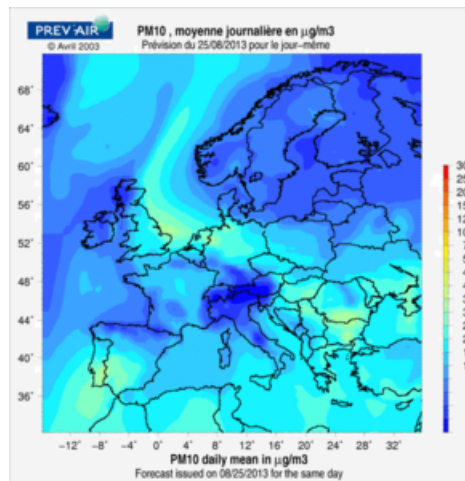 PREV'AIR
© Avril 2003
PM10 , moyenne journalière en µg/m3
Prévision du 25/08/2013 pour le jour-même
68°
64°
60°
56°
52°
48°
44°
40°
36°
−12° −8° −4° 0° 4° 8° 12° 16° 20° 24° 28° 32°
PM10 daily mean in µg/m3
Forecast issued on 08/25/2013 for the same day